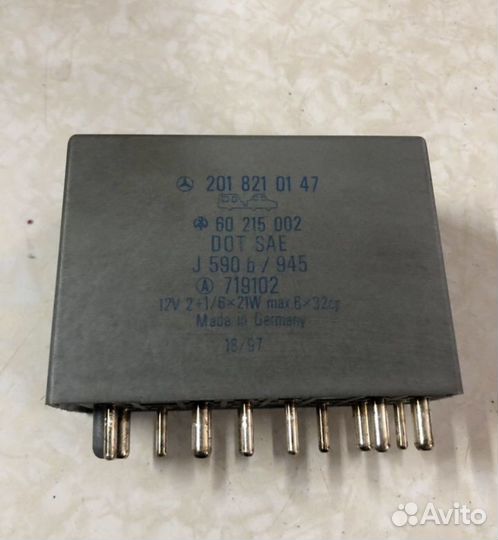 201 821 01 47
60 215 002
DOT SAE
J 590 b / 945
A 719102
12V 2+1/6×21W max.6×32cp
Made in Germany
18/97
Avito